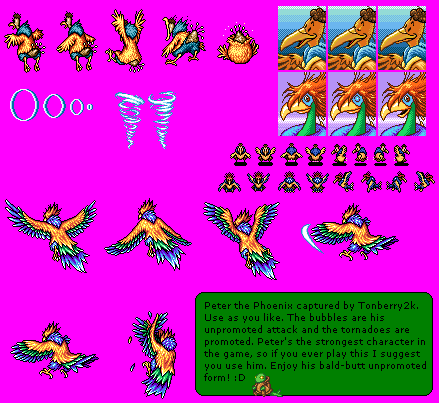 Peter the Phoenix captured by Tonberry2k.
Use as you like. The bubbles are his
unpromoted attack and the tornadoes are
promoted. Peter's the strongest character in
the game, so if you ever play this I suggest
you use him. Enjoy his bald-butt unpromoted
form! :D